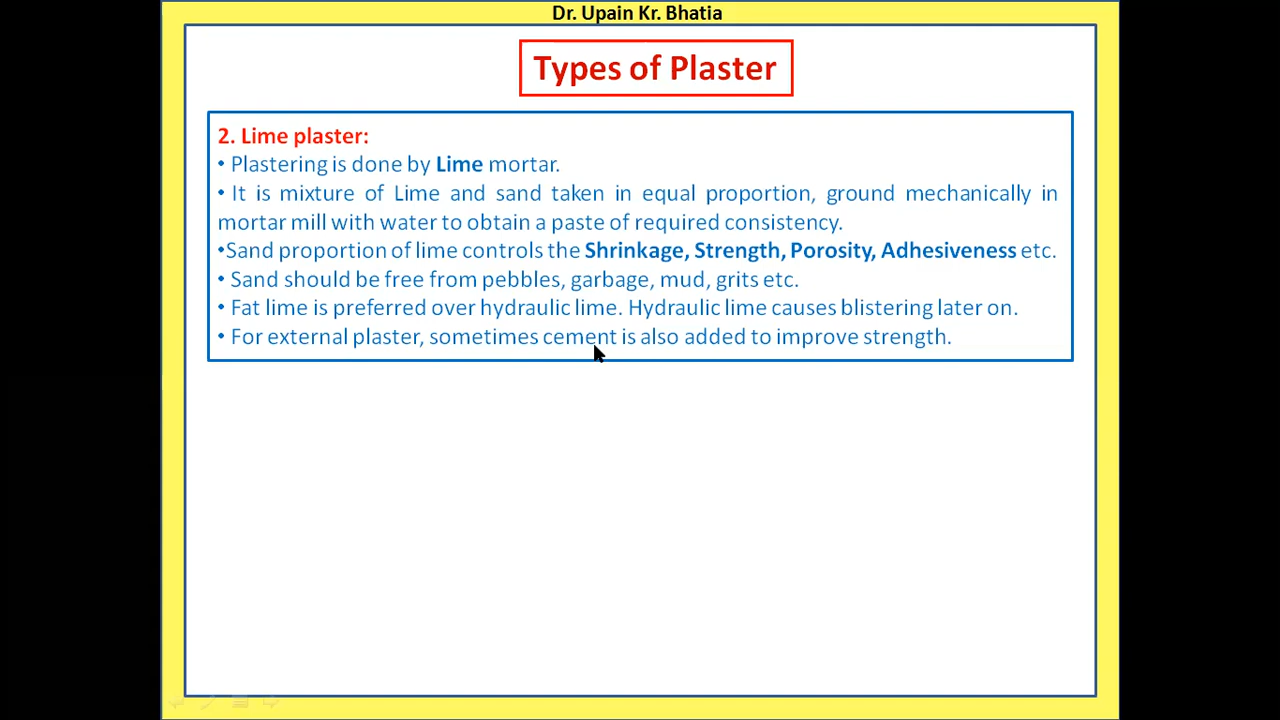 Dr. Upain Kr. Bhatia
Types of Plaster
2. Lime plaster:
• Plastering is done by Lime mortar.
• It is mixture of Lime and sand taken in equal proportion, ground mechanically in
mortar mill with water to obtain a paste of required consistency.
•Sand proportion of lime controls the Shrinkage, Strength, Porosity, Adhesiveness etc.
• Sand should be free from pebbles, garbage, mud, grits etc.
• Fat lime is preferred over hydraulic lime. Hydraulic lime causes blistering later on.
• For external plaster, sometimes cement is also added to improve strength.